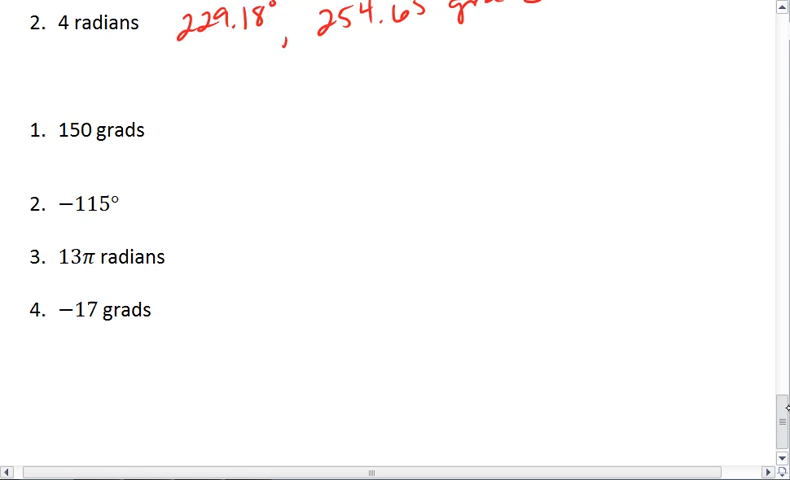 2. 4 radians 229.18°, 254.65
1. 150 grads
2. −115°
3. 13π radians
4. −17 grads